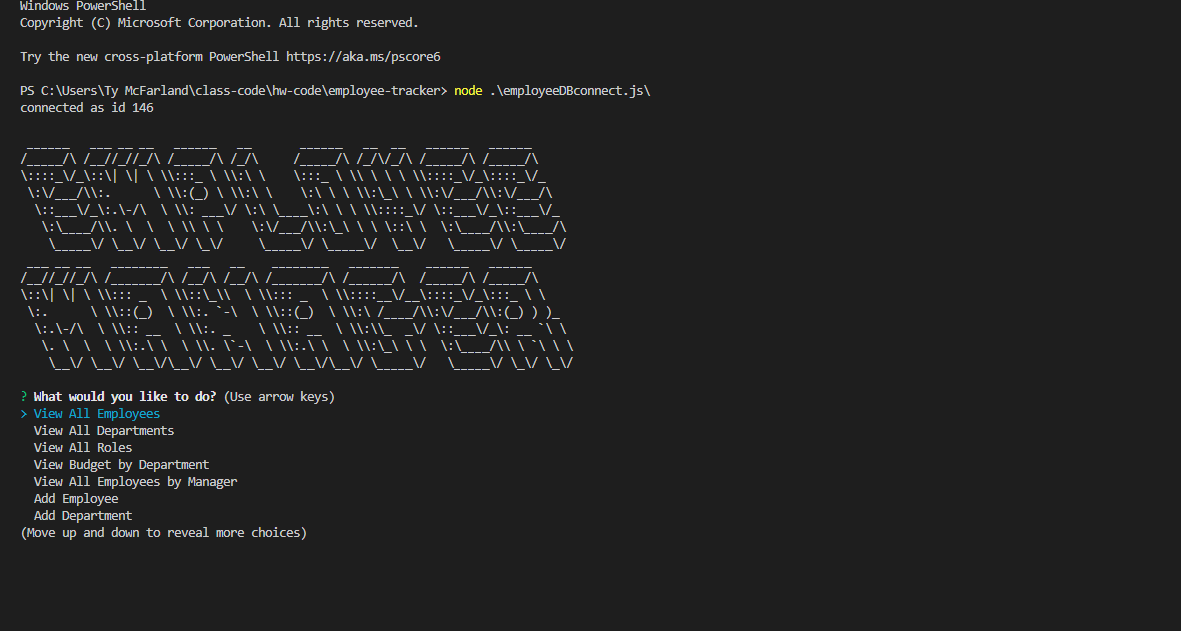 Windows PowerShell
Copyright (C) Microsoft Corporation. All rights reserved.
Try the new cross-platform PowerShell https://aka.ms/pscore6
PS C:\Users\Ty McFarland\class-code\hw-code\employee-tracker> node .\employeeDBconnect.js\
connected as id 146
EMPLOYEE
MANAGER
? What would you like to do? (Use arrow keys)
> View All Employees
View All Departments
View All Roles
View Budget by Department
View All Employees by Manager
Add Employee
Add Department
(Move up and down to reveal more choices)